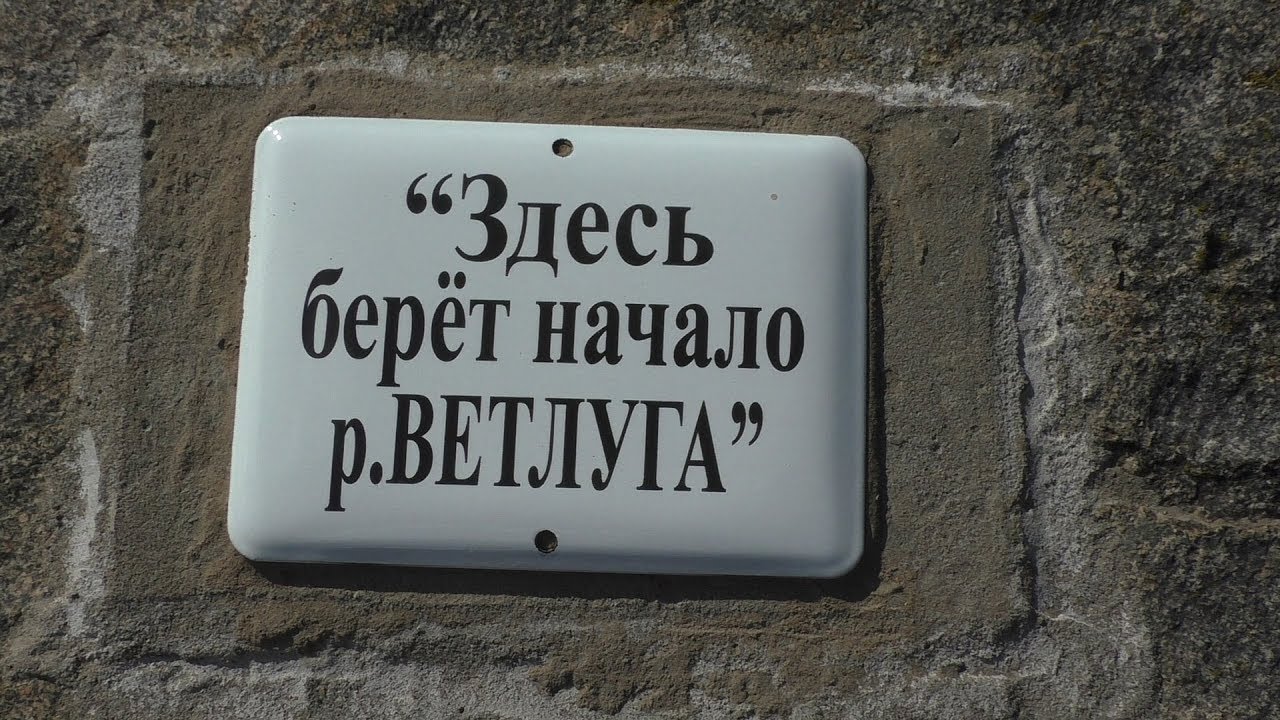 “Здесь
берёт начало
р.ВЕТЛУГА”